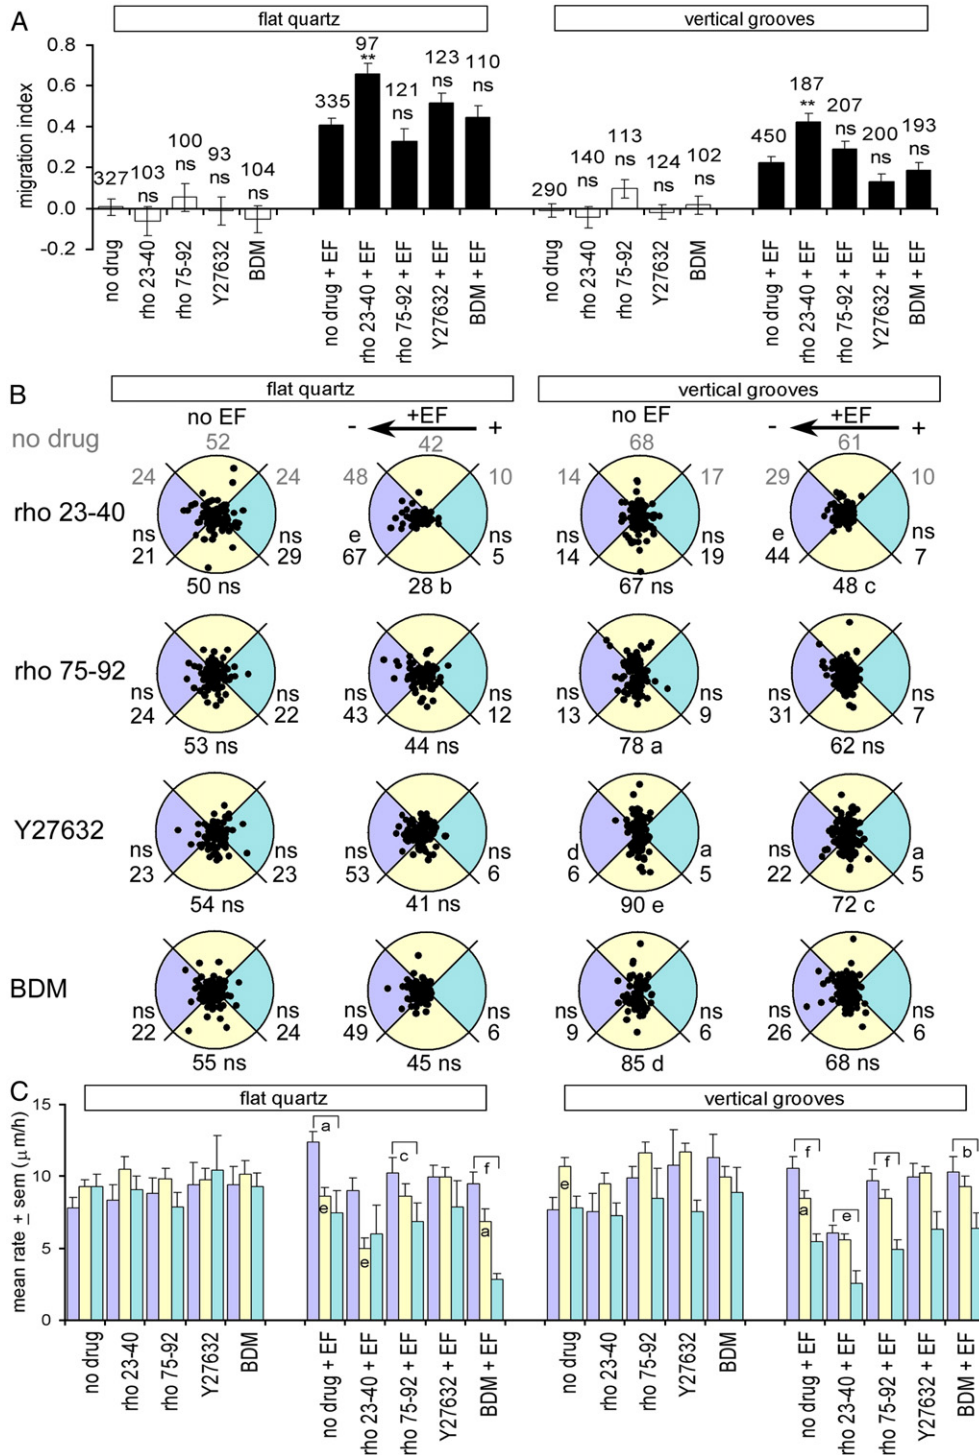 A
flat quartz
vertical grooves
migration index
0.8
0.6
0.4
0.2
0.0
-0.2
327
103
ns
100
ns
93
ns
104
ns
335
97
**
121
ns
123
ns
110
ns
290
140
ns
113
ns
124
ns
102
ns
450
187
**
207
ns
200
ns
193
ns
no drug
rho 23-40
rho 75-92
Y27632
BDM
no drug + EF
rho 23-40 + EF
rho 75-92 + EF
Y27632 + EF
BDM + EF
no drug
rho 23-40
rho 75-92
Y27632
BDM
no drug + EF
rho 23-40 + EF
rho 75-92 + EF
Y27632 + EF
BDM + EF
B
flat quartz
vertical grooves
no EF
- +EF +
no EF
- +EF +
no drug
52
42
68
61
24 24
48 10
14 17
29 10
rho 23-40
ns ns
21 29
50 ns
e ns
67 5
28 b
ns ns
14 19
67 ns
e ns
44 7
48 c
rho 75-92
ns ns
24 22
53 ns
ns ns
43 12
44 ns
ns ns
13 9
78 a
ns ns
31 7
62 ns
Y27632
ns ns
23 23
54 ns
ns ns
53 6
41 ns
d a
6 5
90 e
ns a
22 5
72 c
BDM
ns ns
22 24
55 ns
ns ns
49 6
45 ns
ns ns
9 6
85 d
ns ns
26 6
68 ns
C
flat quartz
vertical grooves
mean rate ± sem (µm/h)
15
10
5
0
a
e
e
c
f
a
e
f
a
e
f
b
no drug
rho 23-40
rho 75-92
Y27632
BDM
no drug + EF
rho 23-40 + EF
rho 75-92 + EF
Y27632 + EF
BDM + EF
no drug
rho 23-40
rho 75-92
Y27632
BDM
no drug + EF
rho 23-40 + EF
rho 75-92 + EF
Y27632 + EF
BDM + EF